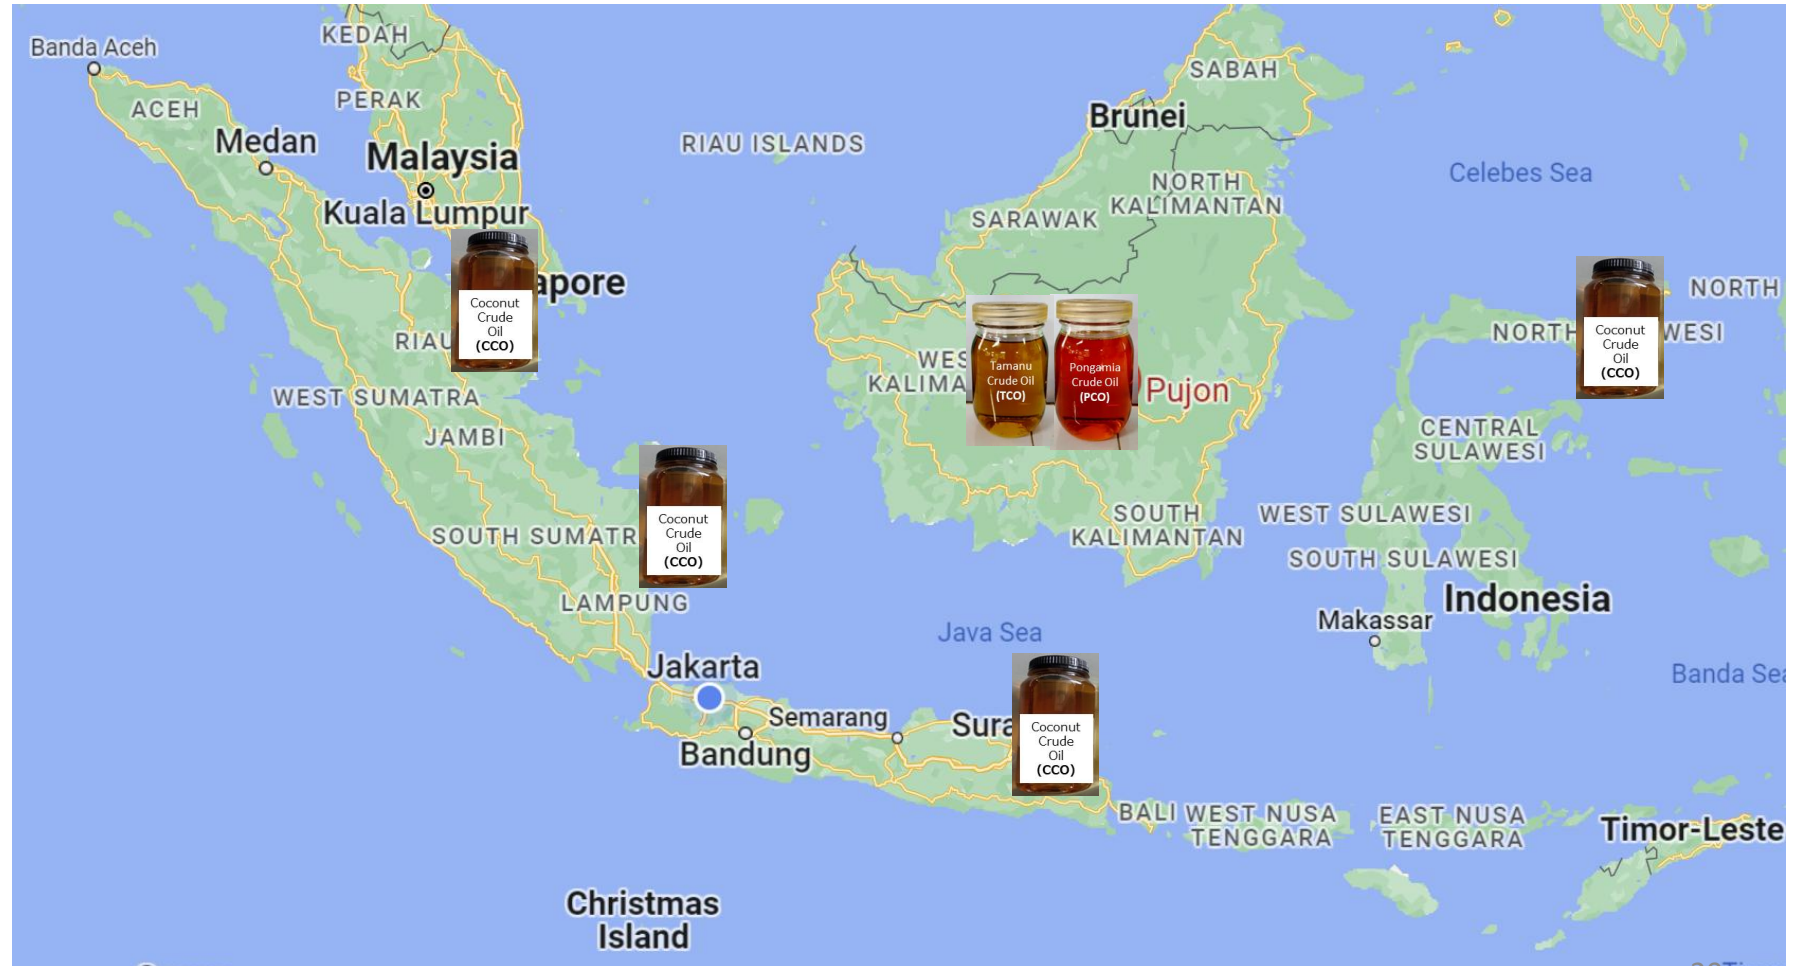 KEDAH
Banda Aceh
SABAH
PERAK
ACEH
Brunei
Medan
RIAU ISLANDS
Malaysia
Celebes Sea
NORTH
KALIMANTAN
Kuala Lumpur
SARAWAK
apore
NORTH
Coconut
Crude
Oil
(CCO)
RIAU
NORTH
WESI
Coconut
Crude
Oil
(CCO)
WES
KALIMA
Tamanu
Crude Oil
(TCO)
Pongamia
Crude Oil
(PCO)
Pujon
WEST SUMATRA
JAMBI
CENTRAL
SULAWESI
Coconut
Crude
Oil
(CCO)
SOUTH SUMATR
SOUTH
KALIMANTAN
WEST SULAWESI
SOUTH SULAWESI
LAMPUNG
Indonesia
Makassar
Java Sea
Jakarta
Banda Sea
Semarang
Sura
Bandung
Coconut
Crude
Oil
(CCO)
BALI
WEST NUSA
TENGGARA
EAST NUSA
TENGGARA
Timor-Leste
Christmas
Island